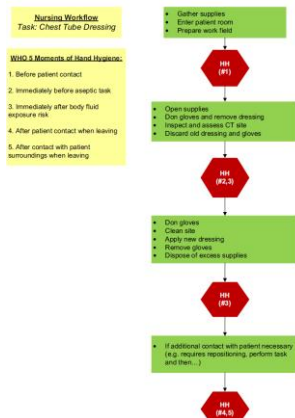 Nursing Workflow
Task: Chest Tube Dressing
WHO 5 Moments of Hand Hygiene:
1. Before patient contact
2. Immediately before aseptic task
3. Immediately after body fluid
exposure risk
4. After patient contact when leaving
5. After contact with patient
surroundings when leaving
• Gather supplies
• Enter patient room
• Prepare work field
HH
(#1)
• Open supplies
• Don gloves and remove dressing
• Inspect and assess CT site
• Discard old dressing and gloves
HH
(#2,3)
• Don gloves
• Clean site
• Apply new dressing
• Remove gloves
• Dispose of excess supplies
HH
(#3)
• If additional contact with patient necessary
(e.g. requires repositioning, perform task
and then…)
HH
(#4,5)